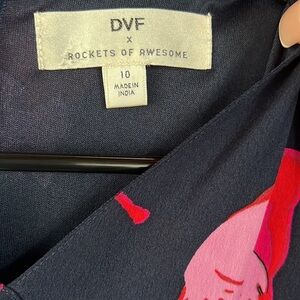 DVF
x
ROCKETS OF AWESOME
10
MADE IN
INDIA